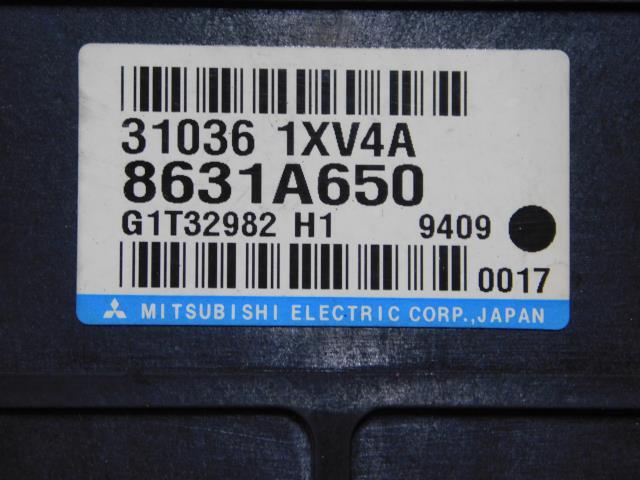 31036 1XV4A
8631A650
G1T32982 H1 9409
0017
MITSUBISHI ELECTRIC CORP.,JAPAN